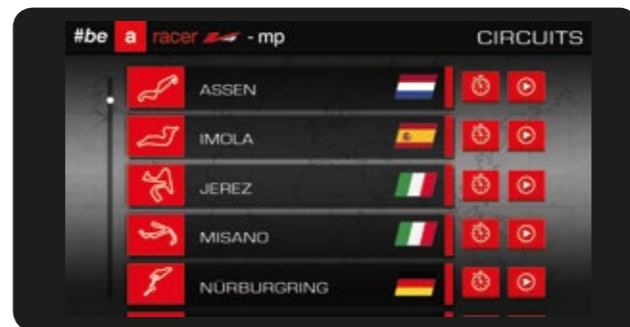 #be a racer - mp
CIRCUITS
ASSEN
IMOLA
JEREZ
MISANO
NÜRBURGRING